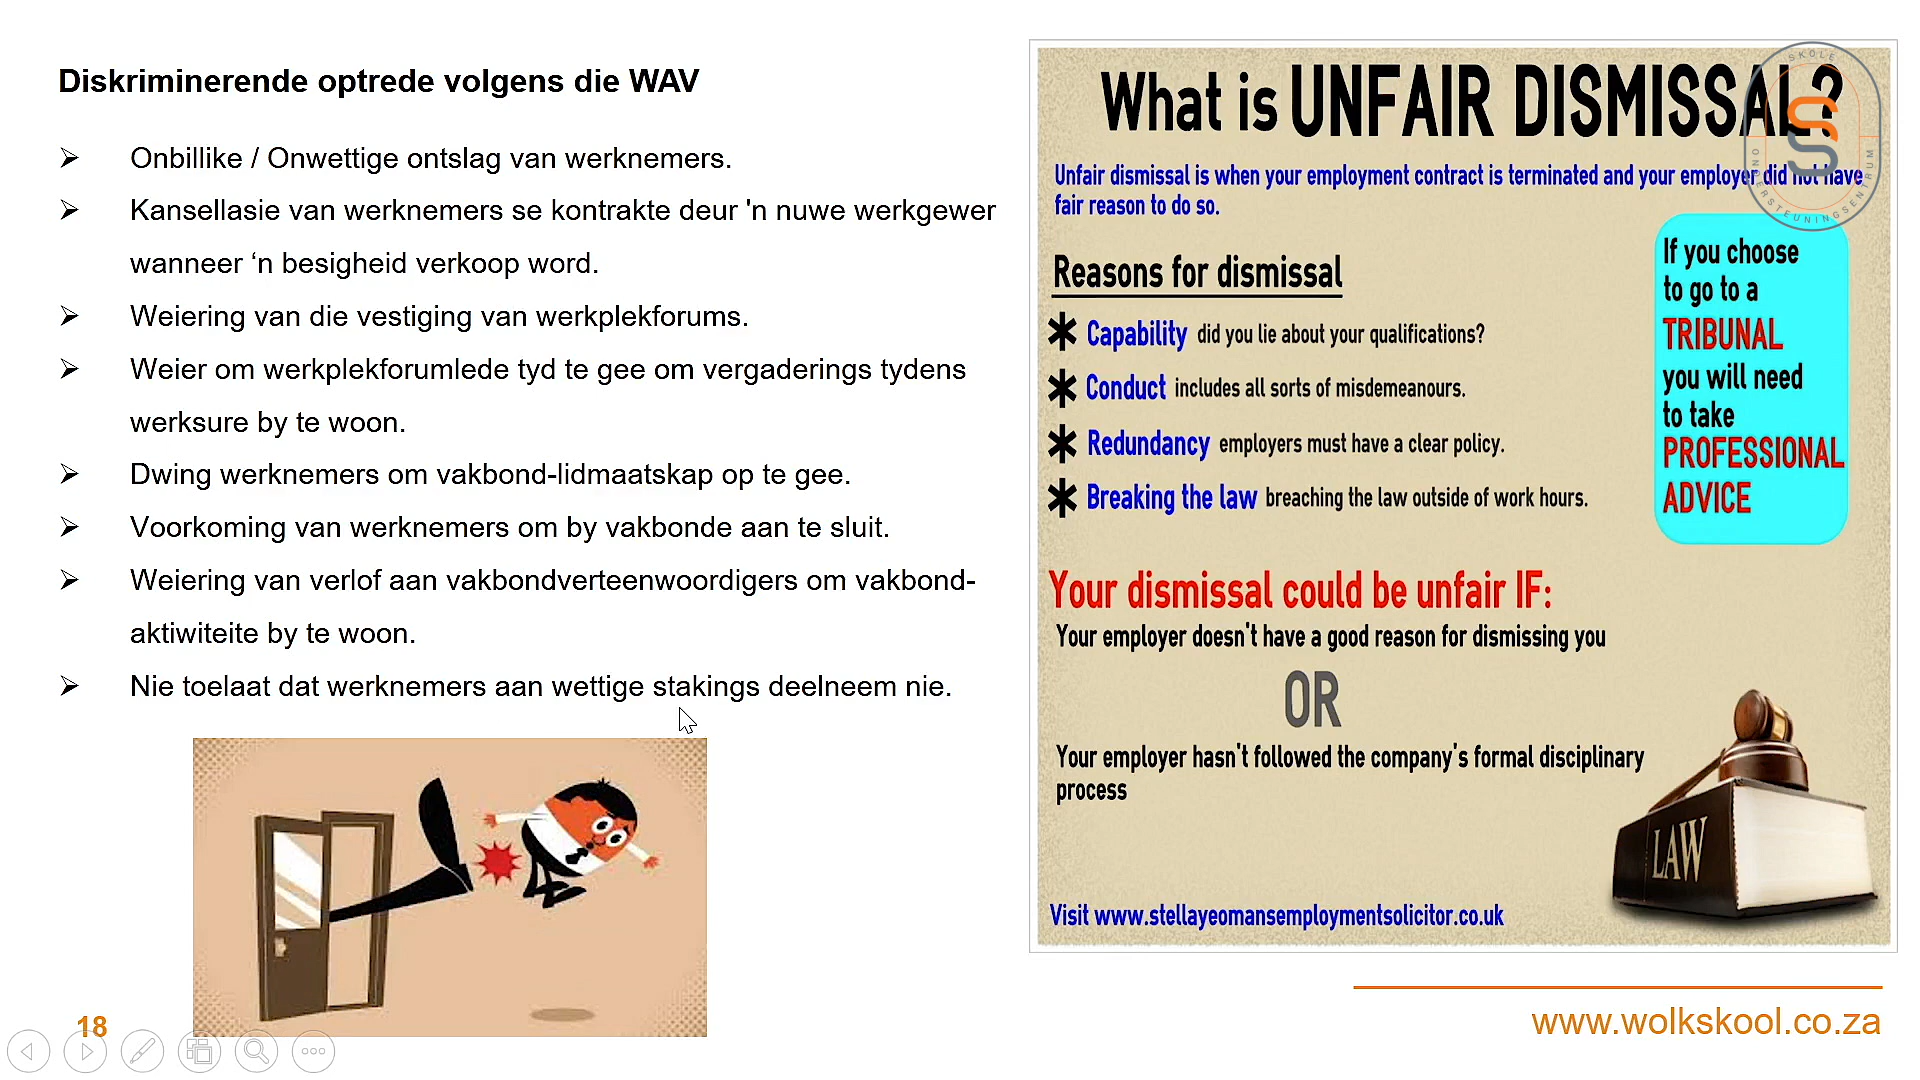 Diskriminerende optrede volgens die WAV
Onbillike / Onwettige ontslag van werknemers.
Kansellasie van werknemers se kontrakte deur 'n nuwe werkgewer
wanneer ‘n besigheid verkoop word.
Weiering van die vestiging van werkplekforums.
Weier om werkplekforumlede tyd te gee om vergaderings tydens
werksure by te woon.
Dwing werknemers om vakbond-lidmaatskap op te gee.
Voorkoming van werknemers om by vakbonde aan te sluit.
Weiering van verlof aan vakbondverteenwoordigers om vakbond-
aktiwiteite by te woon.
Nie toelaat dat werknemers aan wettige stakings deelneem nie.
18
What is UNFAIR DISMISSAL?
Unfair dismissal is when your employment contract is terminated and your employer did not have
fair reason to do so.
Reasons for dismissal
Capability did you lie about your qualifications?
Conduct includes all sorts of misdemeanours.
Redundancy employers must have a clear policy.
Breaking the law breaching the law outside of work hours.
If you choose
to go to a
TRIBUNAL
you will need
to take
PROFESSIONAL
ADVICE
Your dismissal could be unfair IF:
Your employer doesn't have a good reason for dismissing you
OR
Your employer hasn't followed the company's formal disciplinary
process
LAW
Visit www.stellayeomansemploymentsolicitor.co.uk
SKOLE
ONDERSTEUNINGSENTRUM
www.wolkskool.co.za